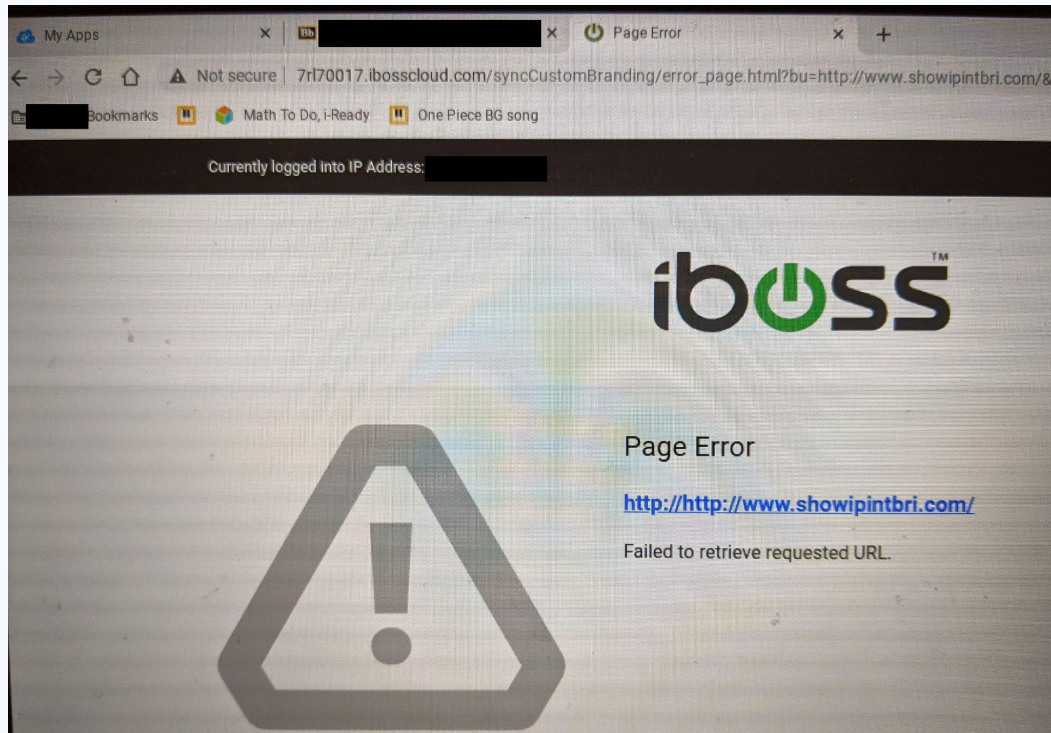 My Apps
Bb
Page Error
Not secure 7rl70017.ibosscloud.com/syncCustomBranding/error_page.html?bu=http://www.showipintbri.com/&
Bookmarks Math To Do, i-Ready One Piece BG song
Currently logged into IP Address:
iboss™
Page Error
http://http://www.showipintbri.com/
Failed to retrieve requested URL.